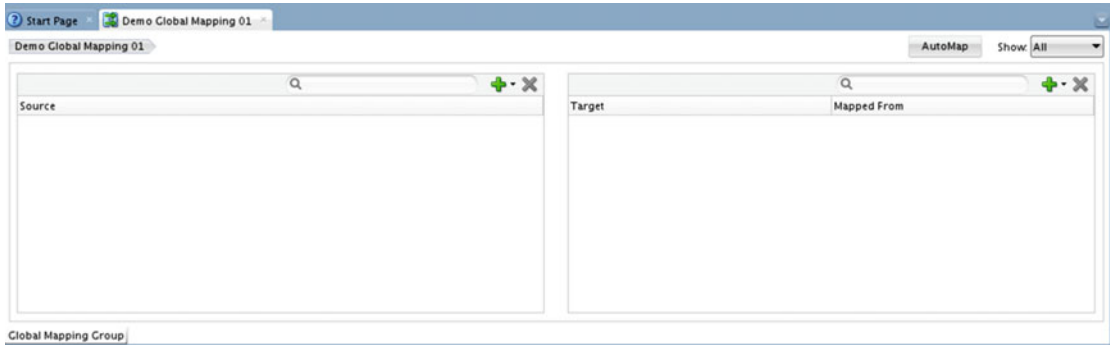 Start Page Demo Global Mapping 01
Demo Global Mapping 01 AutoMap Show: All
Source Target Mapped From
Global Mapping Group